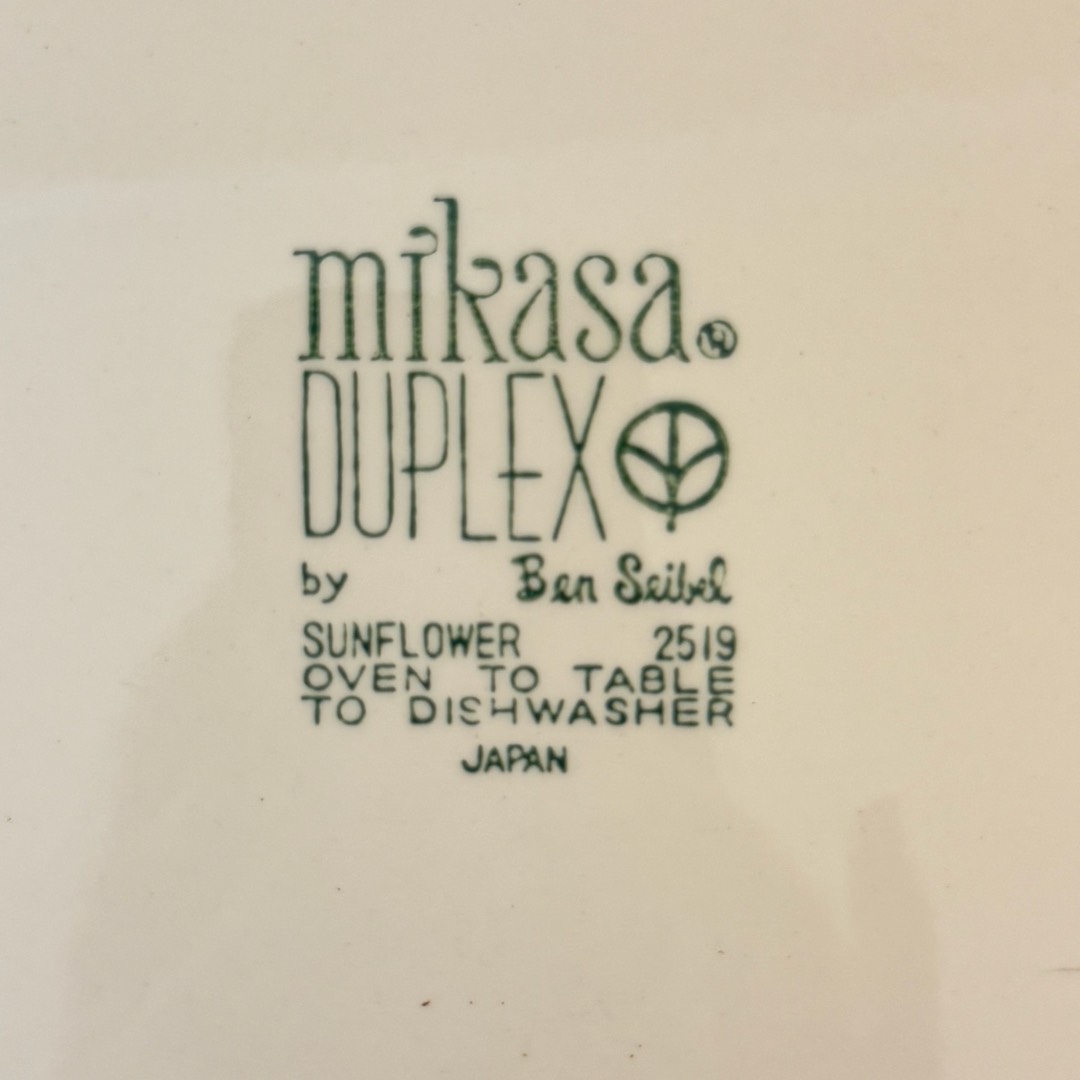 mikasa®
DUPLEX
by Ben Seibel
SUNFLOWER 2519
OVEN TO TABLE
TO DISHWASHER
JAPAN